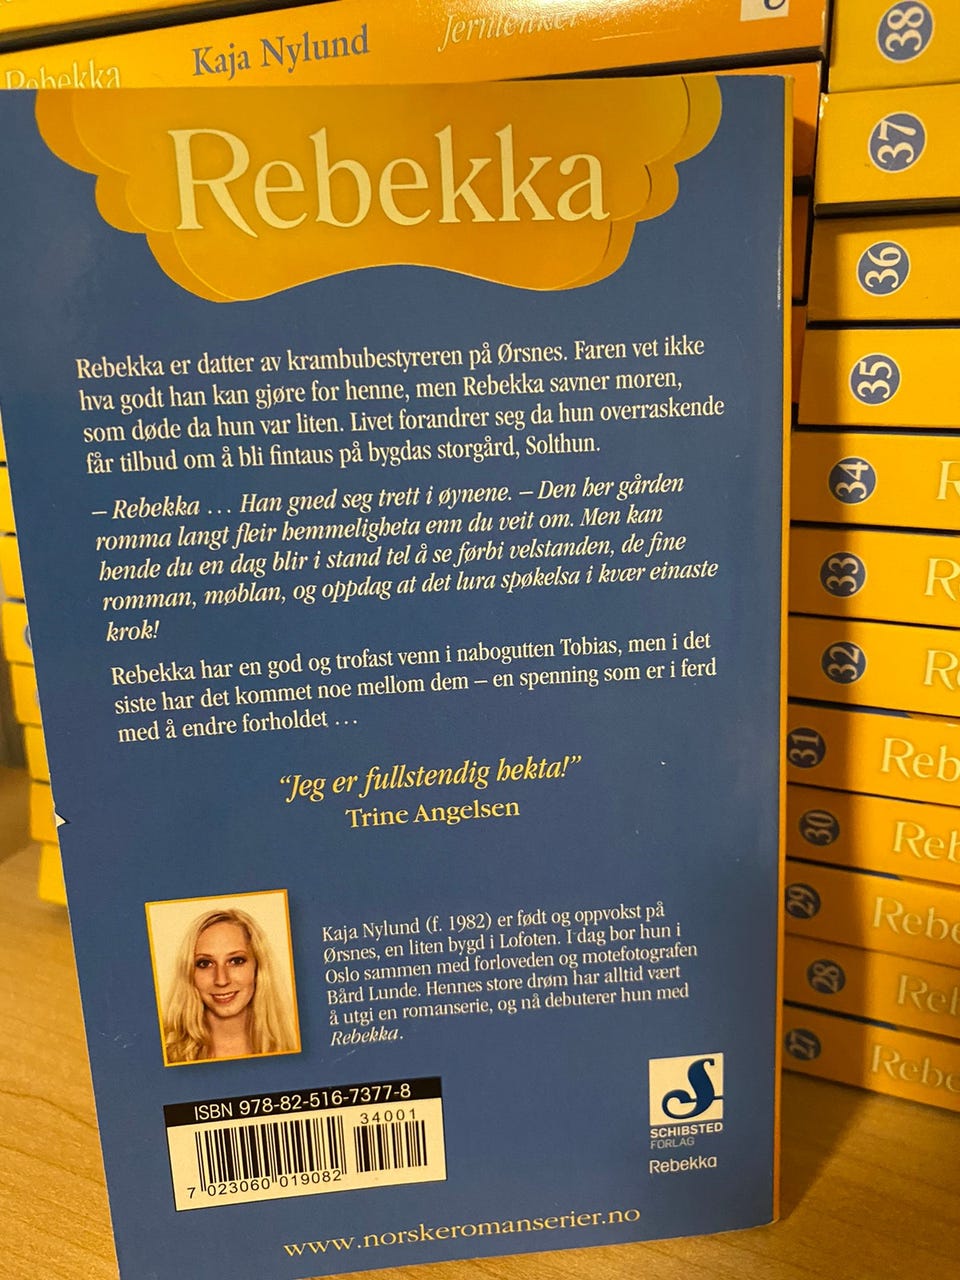 Rebekka
Kaja Nylund
Jernlenker
38
37
36
35
34
R
33
R
32
R
31
Reb
30
Reb
29
Rebe
28
Reb
27
Rebe
Rebekka
Rebekka er datter av krambubestyreren på Ørsnes. Faren vet ikke
hva godt han kan gjøre for henne, men Rebekka savner moren,
som døde da hun var liten. Livet forandrer seg da hun overraskende
får tilbud om å bli fintaus på bygdas storgård, Solthun.
– Rebekka … Han gned seg trett i øynene. – Den her gården
romma langt fleir hemmeligheta enn du veit om. Men kan
hende du en dag blir i stand tel å se førbi velstanden, de fine
romman, møblan, og oppdag at det lura spøkelsa i kvær einaste
krok!
Rebekka har en god og trofast venn i nabogutten Tobias, men i det
siste har det kommet noe mellom dem – en spenning som er i ferd
med å endre forholdet …
“Jeg er fullstendig hekta!”
Trine Angelsen
Kaja Nylund (f. 1982) er født og oppvokst på
Ørsnes, en liten bygd i Lofoten. I dag bor hun i
Oslo sammen med forloveden og motefotografen
Bård Lunde. Hennes store drøm har alltid vært
å utgi en romanserie, og nå debuterer hun med
Rebekka.
ISBN 978-82-516-7377-8
34001
7 023060 019082
S
SCHIBSTED
FORLAG
Rebekka
www.norskeromanserier.no